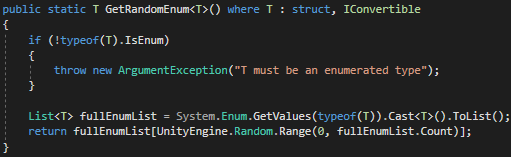 public static T GetRandomEnum<T>() where T : struct, IConvertible
{
    if (!typeof(T).IsEnum)
    {
        throw new ArgumentException("T must be an enumerated type");
    }

    List<T> fullEnumList = System.Enum.GetValues(typeof(T)).Cast<T>().ToList();
    return fullEnumList[UnityEngine.Random.Range(0, fullEnumList.Count)];
}